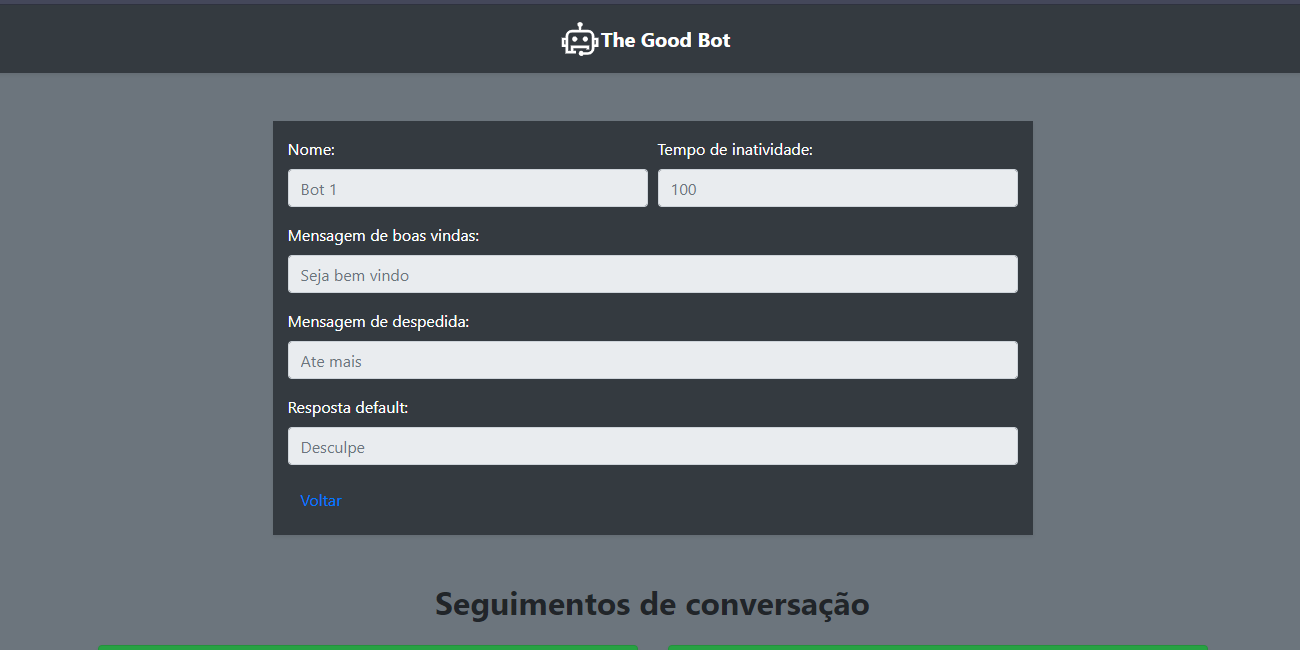 The Good Bot
Nome:
Tempo de inatividade:
Bot 1
100
Mensagem de boas vindas:
Seja bem vindo
Mensagem de despedida:
Ate mais
Resposta default:
Desculpe
Voltar
Seguimentos de conversação